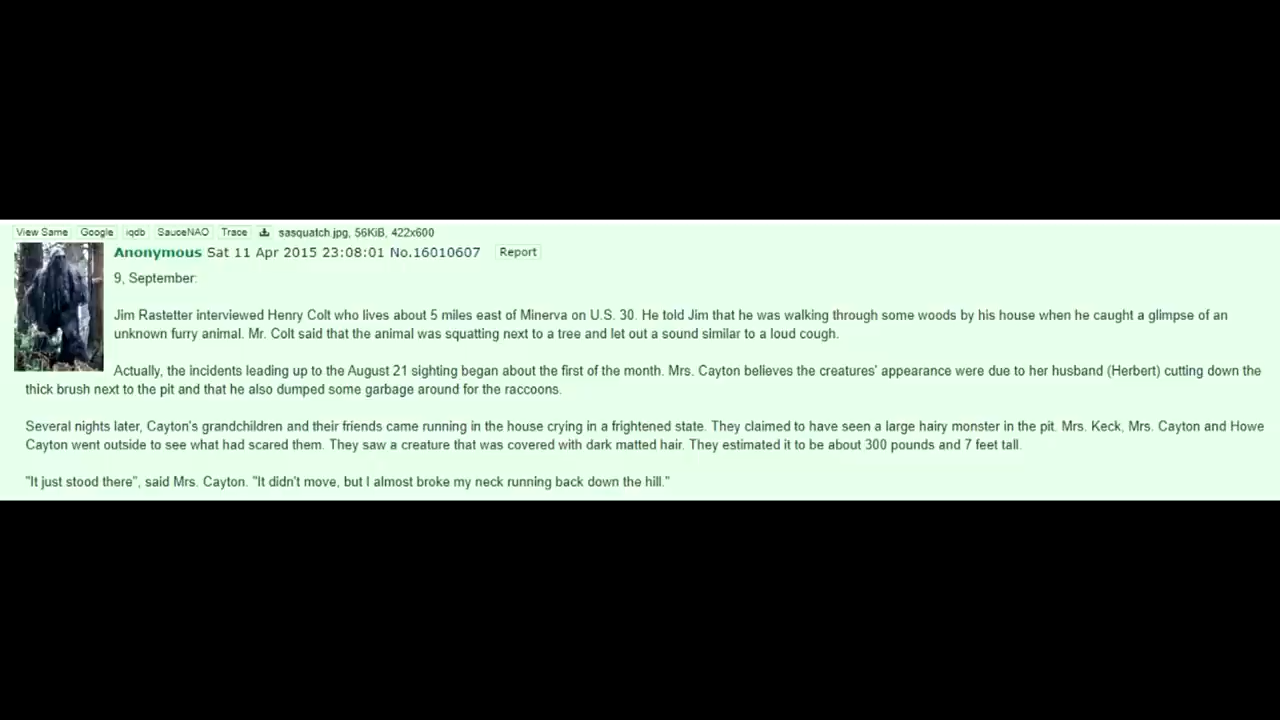 View Same Google iqdb SauceNAO Trace sasquatch.jpg, 56KiB, 422x600
Anonymous Sat 11 Apr 2015 23:08:01 No.16010607 Report
9, September:
Jim Rastetter interviewed Henry Colt who lives about 5 miles east of Minerva on U.S. 30. He told Jim that he was walking through some woods by his house when he caught a glimpse of an
unknown furry animal. Mr. Colt said that the animal was squatting next to a tree and let out a sound similar to a loud cough.
Actually, the incidents leading up to the August 21 sighting began about the first of the month. Mrs. Cayton believes the creatures' appearance were due to her husband (Herbert) cutting down the
thick brush next to the pit and that he also dumped some garbage around for the raccoons.
Several nights later, Cayton's grandchildren and their friends came running in the house crying in a frightened state. They claimed to have seen a large hairy monster in the pit. Mrs. Keck, Mrs. Cayton and Howe
Cayton went outside to see what had scared them. They saw a creature that was covered with dark matted hair. They estimated it to be about 300 pounds and 7 feet tall.
"It just stood there", said Mrs. Cayton. "It didn't move, but I almost broke my neck running back down the hill."